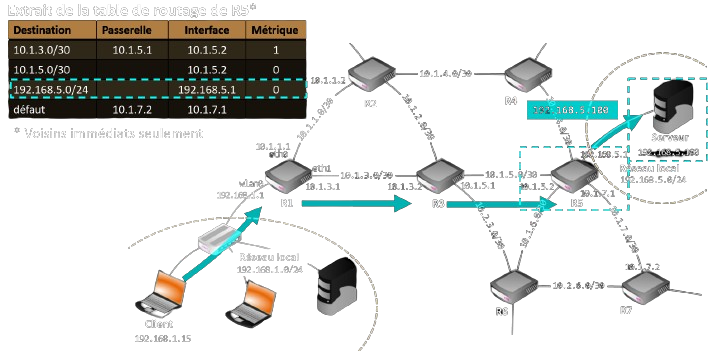 Extrait de la table de routage de R5*
Destination Passerelle Interface Métrique
10.1.3.0/30 10.1.5.1 10.1.5.2 1
10.1.5.0/30 10.1.5.2 0
192.168.5.0/24 192.168.5.1 0
défaut 10.1.7.2 10.1.7.1
* Voisins immédiats seulement
10.1.1.2
R2
10.1.4.0/30
R4
192.168.5.100
Serveur
10.1.1.0/30
10.1.2.0/30
10.1.1.1
eth0
eth1
wlan0
192.168.1.1
R1
10.1.3.1
10.1.3.0/30
10.1.3.2
R3
10.1.5.1
10.1.5.0/30
10.1.5.2
R5
192.168.5.1
10.1.7.1
Réseau local
192.168.5.0/24
10.2.3.0/30
10.1.7.0/30
10.1.7.2
Réseau local
192.168.1.0/24
R6
10.2.6.0/30
R7
Client
192.168.1.15